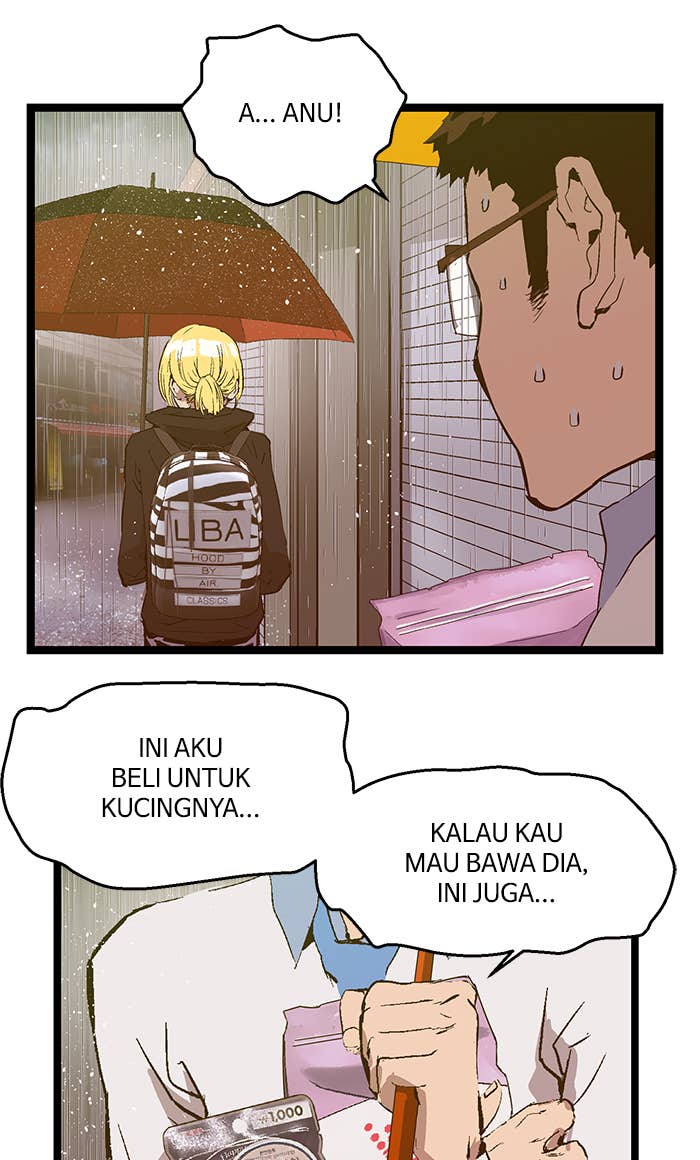 A... ANU!
LIBA
HOOD
BY
AIR.
CLASSICS
INI AKU
BELI UNTUK
KUCINGNYA...
KALAU KAU
MAU BAWA DIA,
INI JUGA...
₩1,000